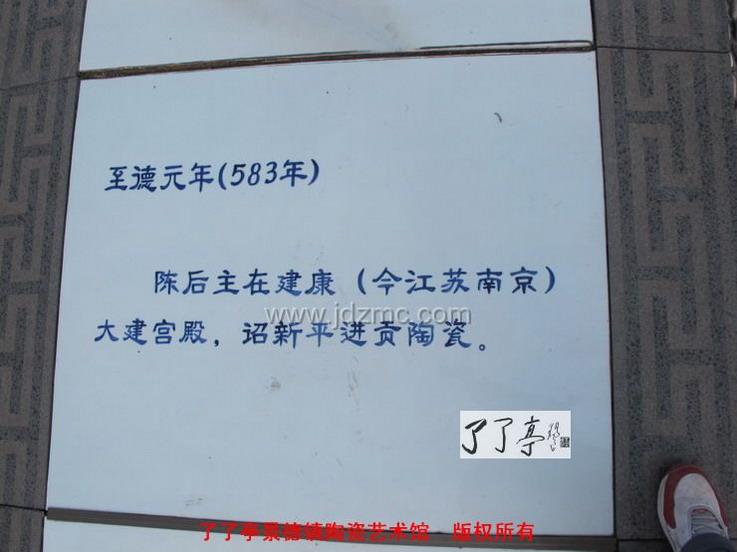 至德元年(583年)
陈后主在建康(今江苏南京)
www.jdzmc.com
大建宫殿，诏新平进贡陶瓷。
了了亭
了了亭景德镇陶瓷艺术馆 版权所有